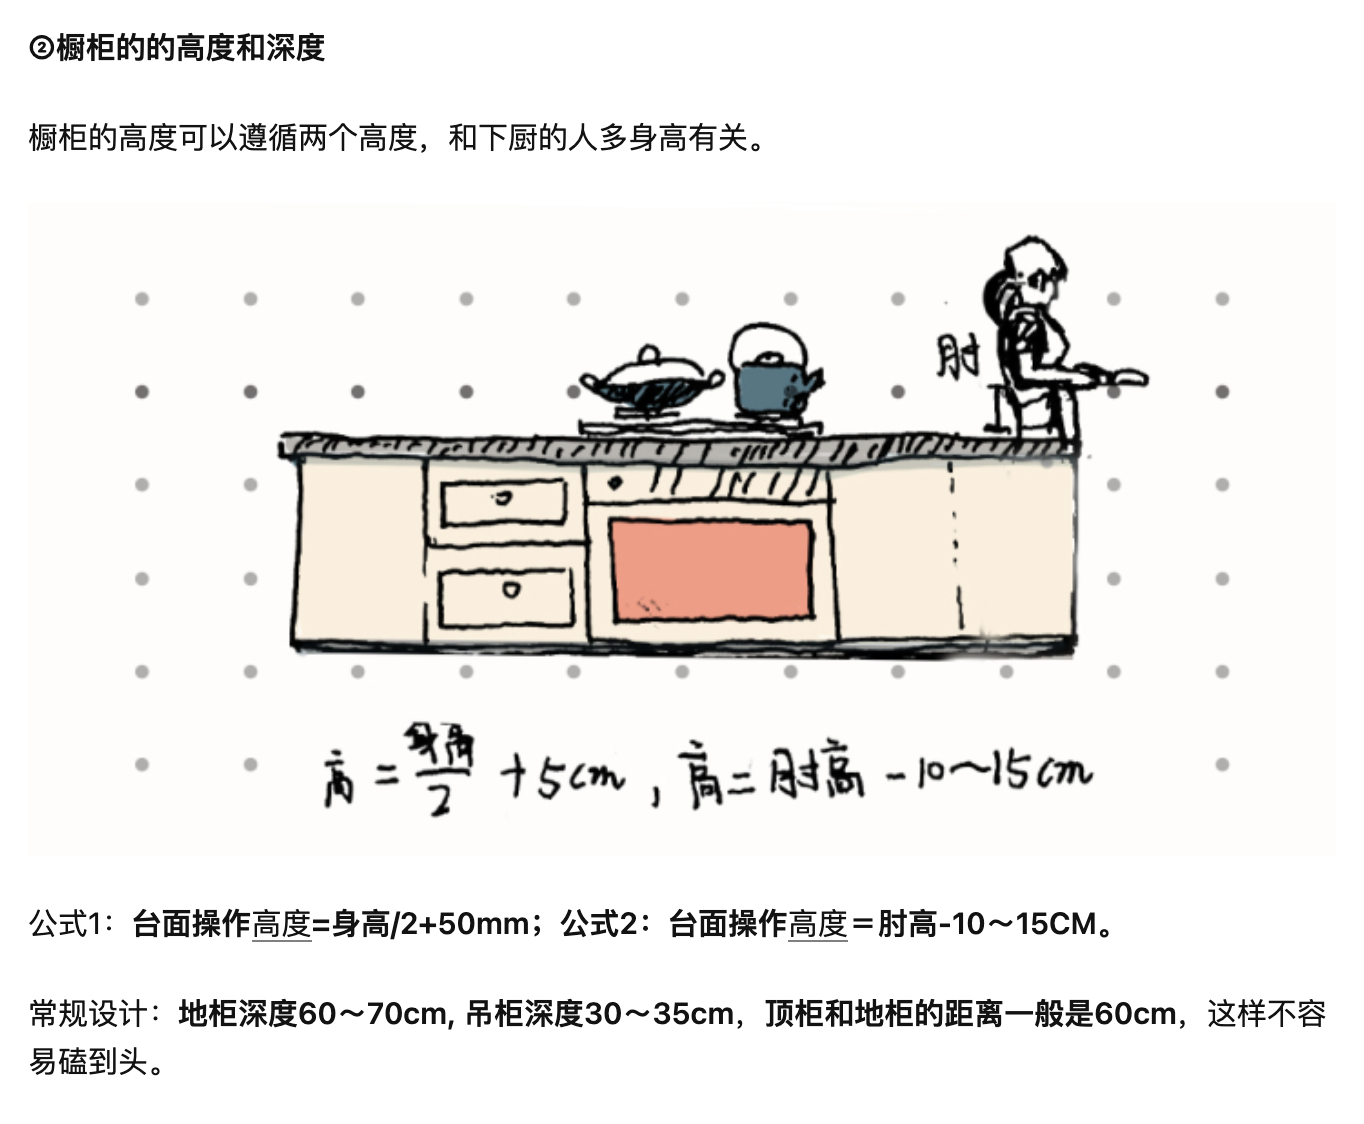 ②橱柜的的高度和深度
橱柜的高度可以遵循两个高度，和下厨的人多身高有关。
肘
高=身高/2+5cm，高=肘高-10～15cm
公式1：台面操作高度=身高/2+50mm；公式2：台面操作高度＝肘高-10～15CM。
常规设计：地柜深度60～70cm, 吊柜深度30～35cm，顶柜和地柜的距离一般是60cm，这样不容
易磕到头。